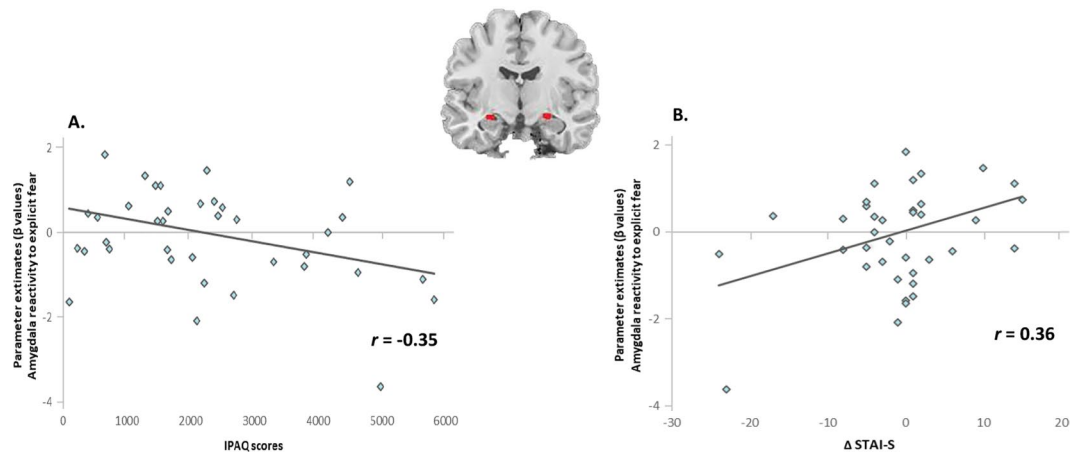 A.
Parameter extimates (β values)
Amygdala reactivity to explicit fear
2
0
-2
-4
0 1000 2000 3000 4000 5000 6000
IPAQ scores
r = -0.35
B.
Parameter extimates (β values)
Amygdala reactivity to explicit fear
2
0
-2
-4
-30 -20 -10 0 10 20
Δ STAI-S
r = 0.36